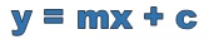 y = mx + c